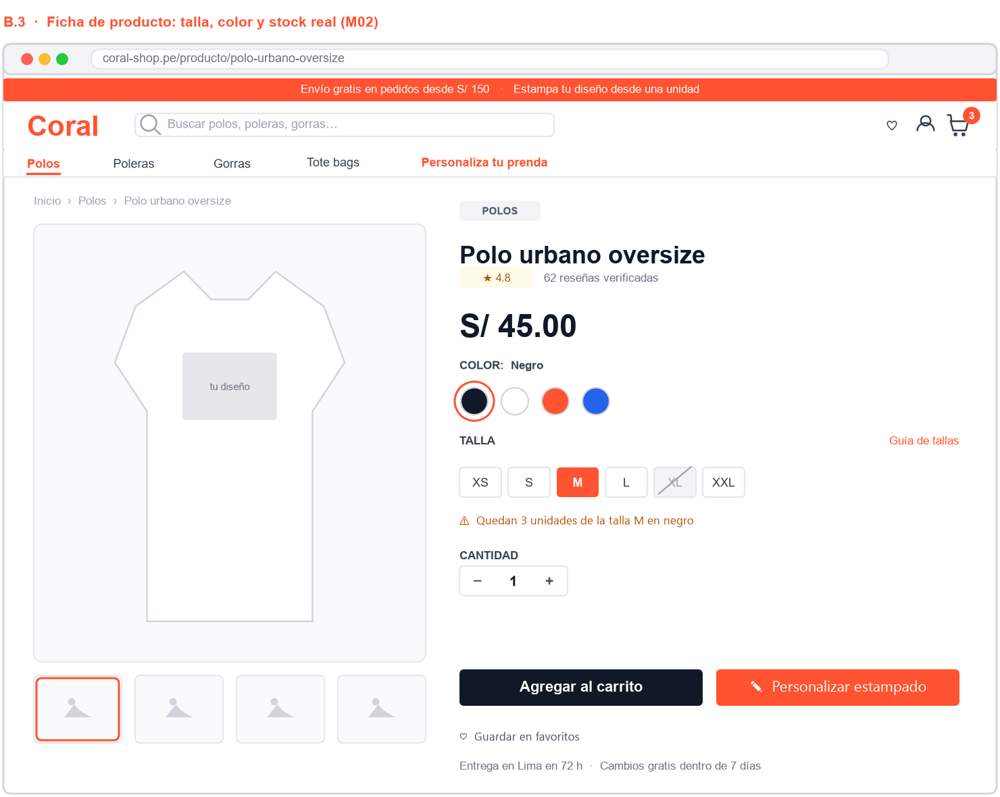 B.3 · Ficha de producto: talla, color y stock real (M02)
coral-shop.pe/producto/polo-urbano-oversize
Envío gratis en pedidos desde S/ 150 · Estampa tu diseño desde una unidad
Coral
Buscar polos, poleras, gorras…
3
Polos
Poleras
Gorras
Tote bags
Personaliza tu prenda
Inicio › Polos › Polo urbano oversize
tu diseño
POLOS
Polo urbano oversize
★ 4.8
62 reseñas verificadas
S/ 45.00
COLOR: Negro
TALLA
Guía de tallas
XS
S
M
L
XL
XXL
⚠ Quedan 3 unidades de la talla M en negro
CANTIDAD
− 1 +
Agregar al carrito
Personalizar estampado
♡ Guardar en favoritos
Entrega en Lima en 72 h · Cambios gratis dentro de 7 días